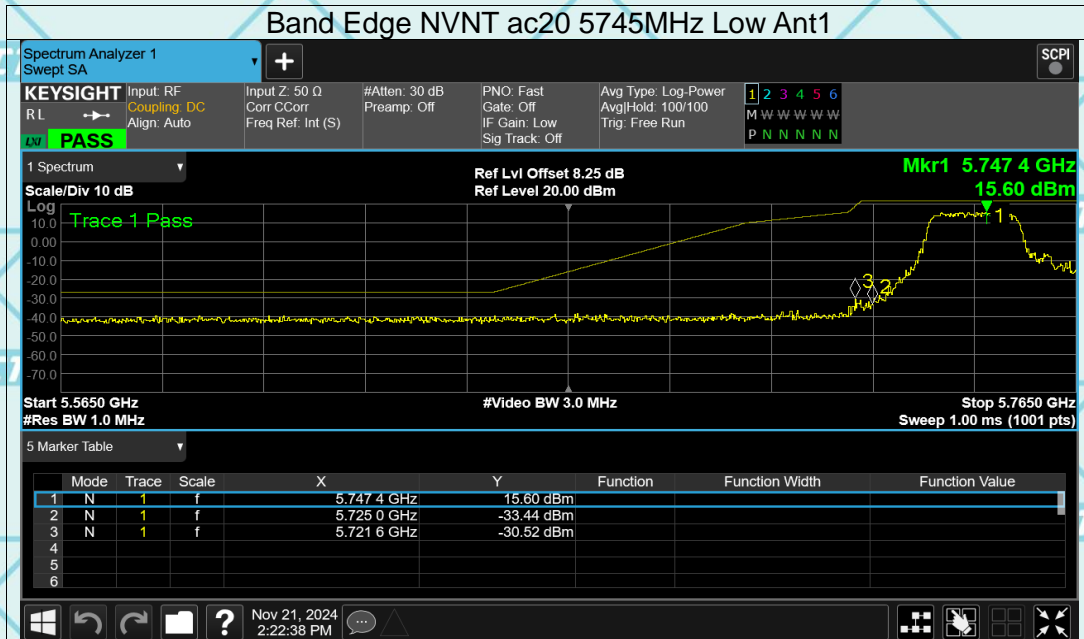 Band Edge NVNT ac20 5745MHz Low Ant1
Spectrum Analyzer 1
Swept SA
+
SCPI
KEYSIGHT
R L
LXI
PASS
Input: RF
Coupling: DC
Align: Auto
Input Z: 50 Ω
Corr CCorr
Freq Ref: Int (S)
#Atten: 30 dB
Preamp: Off
PNO: Fast
Gate: Off
IF Gain: Low
Sig Track: Off
Avg Type: Log-Power
Avg|Hold: 100/100
Trig: Free Run
1 2 3 4 5 6
M W W W W W
P N N N N N
1 Spectrum
Scale/Div 10 dB
Ref Lvl Offset 8.25 dB
Ref Level 20.00 dBm
Mkr1 5.747 4 GHz
15.60 dBm
Log
Trace 1 Pass
10.0
0.00
-10.0
-20.0
-30.0
-40.0
-50.0
-60.0
-70.0
1
3
2
Start 5.5650 GHz
#Video BW 3.0 MHz
Stop 5.7650 GHz
#Res BW 1.0 MHz
Sweep 1.00 ms (1001 pts)
5 Marker Table
Mode Trace Scale X Y Function Function Width Function Value
1 N 1 f 5.747 4 GHz 15.60 dBm
2 N 1 f 5.725 0 GHz -33.44 dBm
3 N 1 f 5.721 6 GHz -30.52 dBm
4
5
6
?
Nov 21, 2024
2:22:38 PM